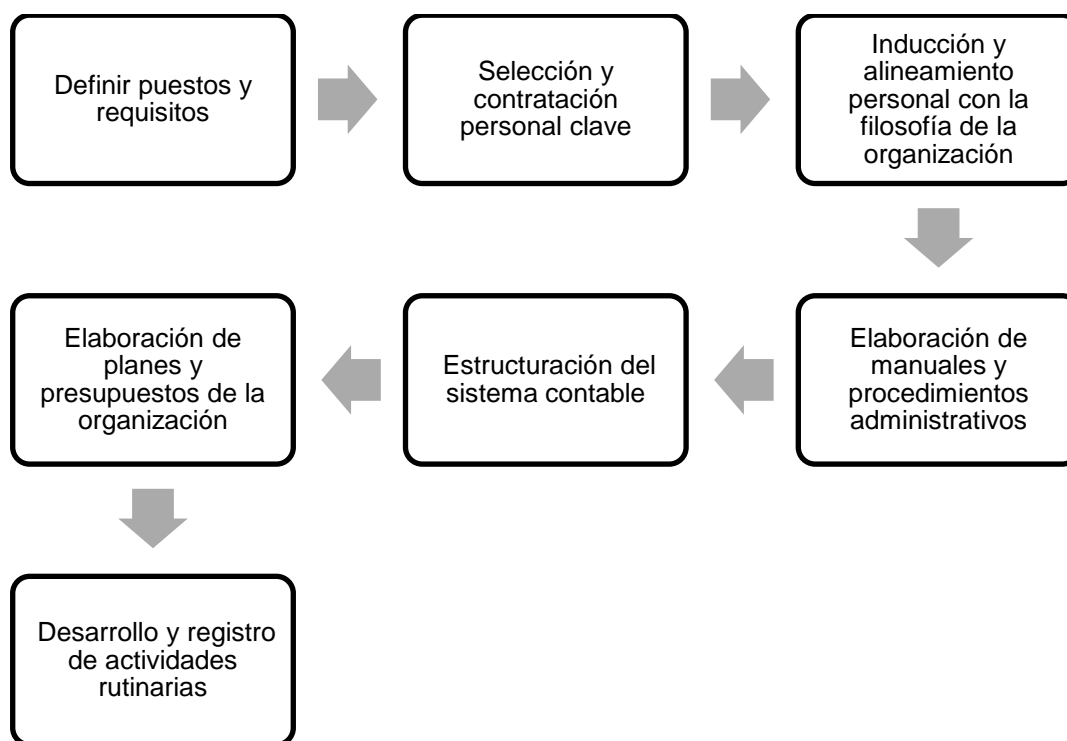 Definir puestos y
requisitos
Selección y
contratación
personal clave
Inducción y
alineamiento
personal con la
filosofía de la
organización
Elaboración de
manuales y
procedimientos
administrativos
Estructuración del
sistema contable
Elaboración de
planes y
presupuestos de la
organización
Desarrollo y registro
de actividades
rutinarias